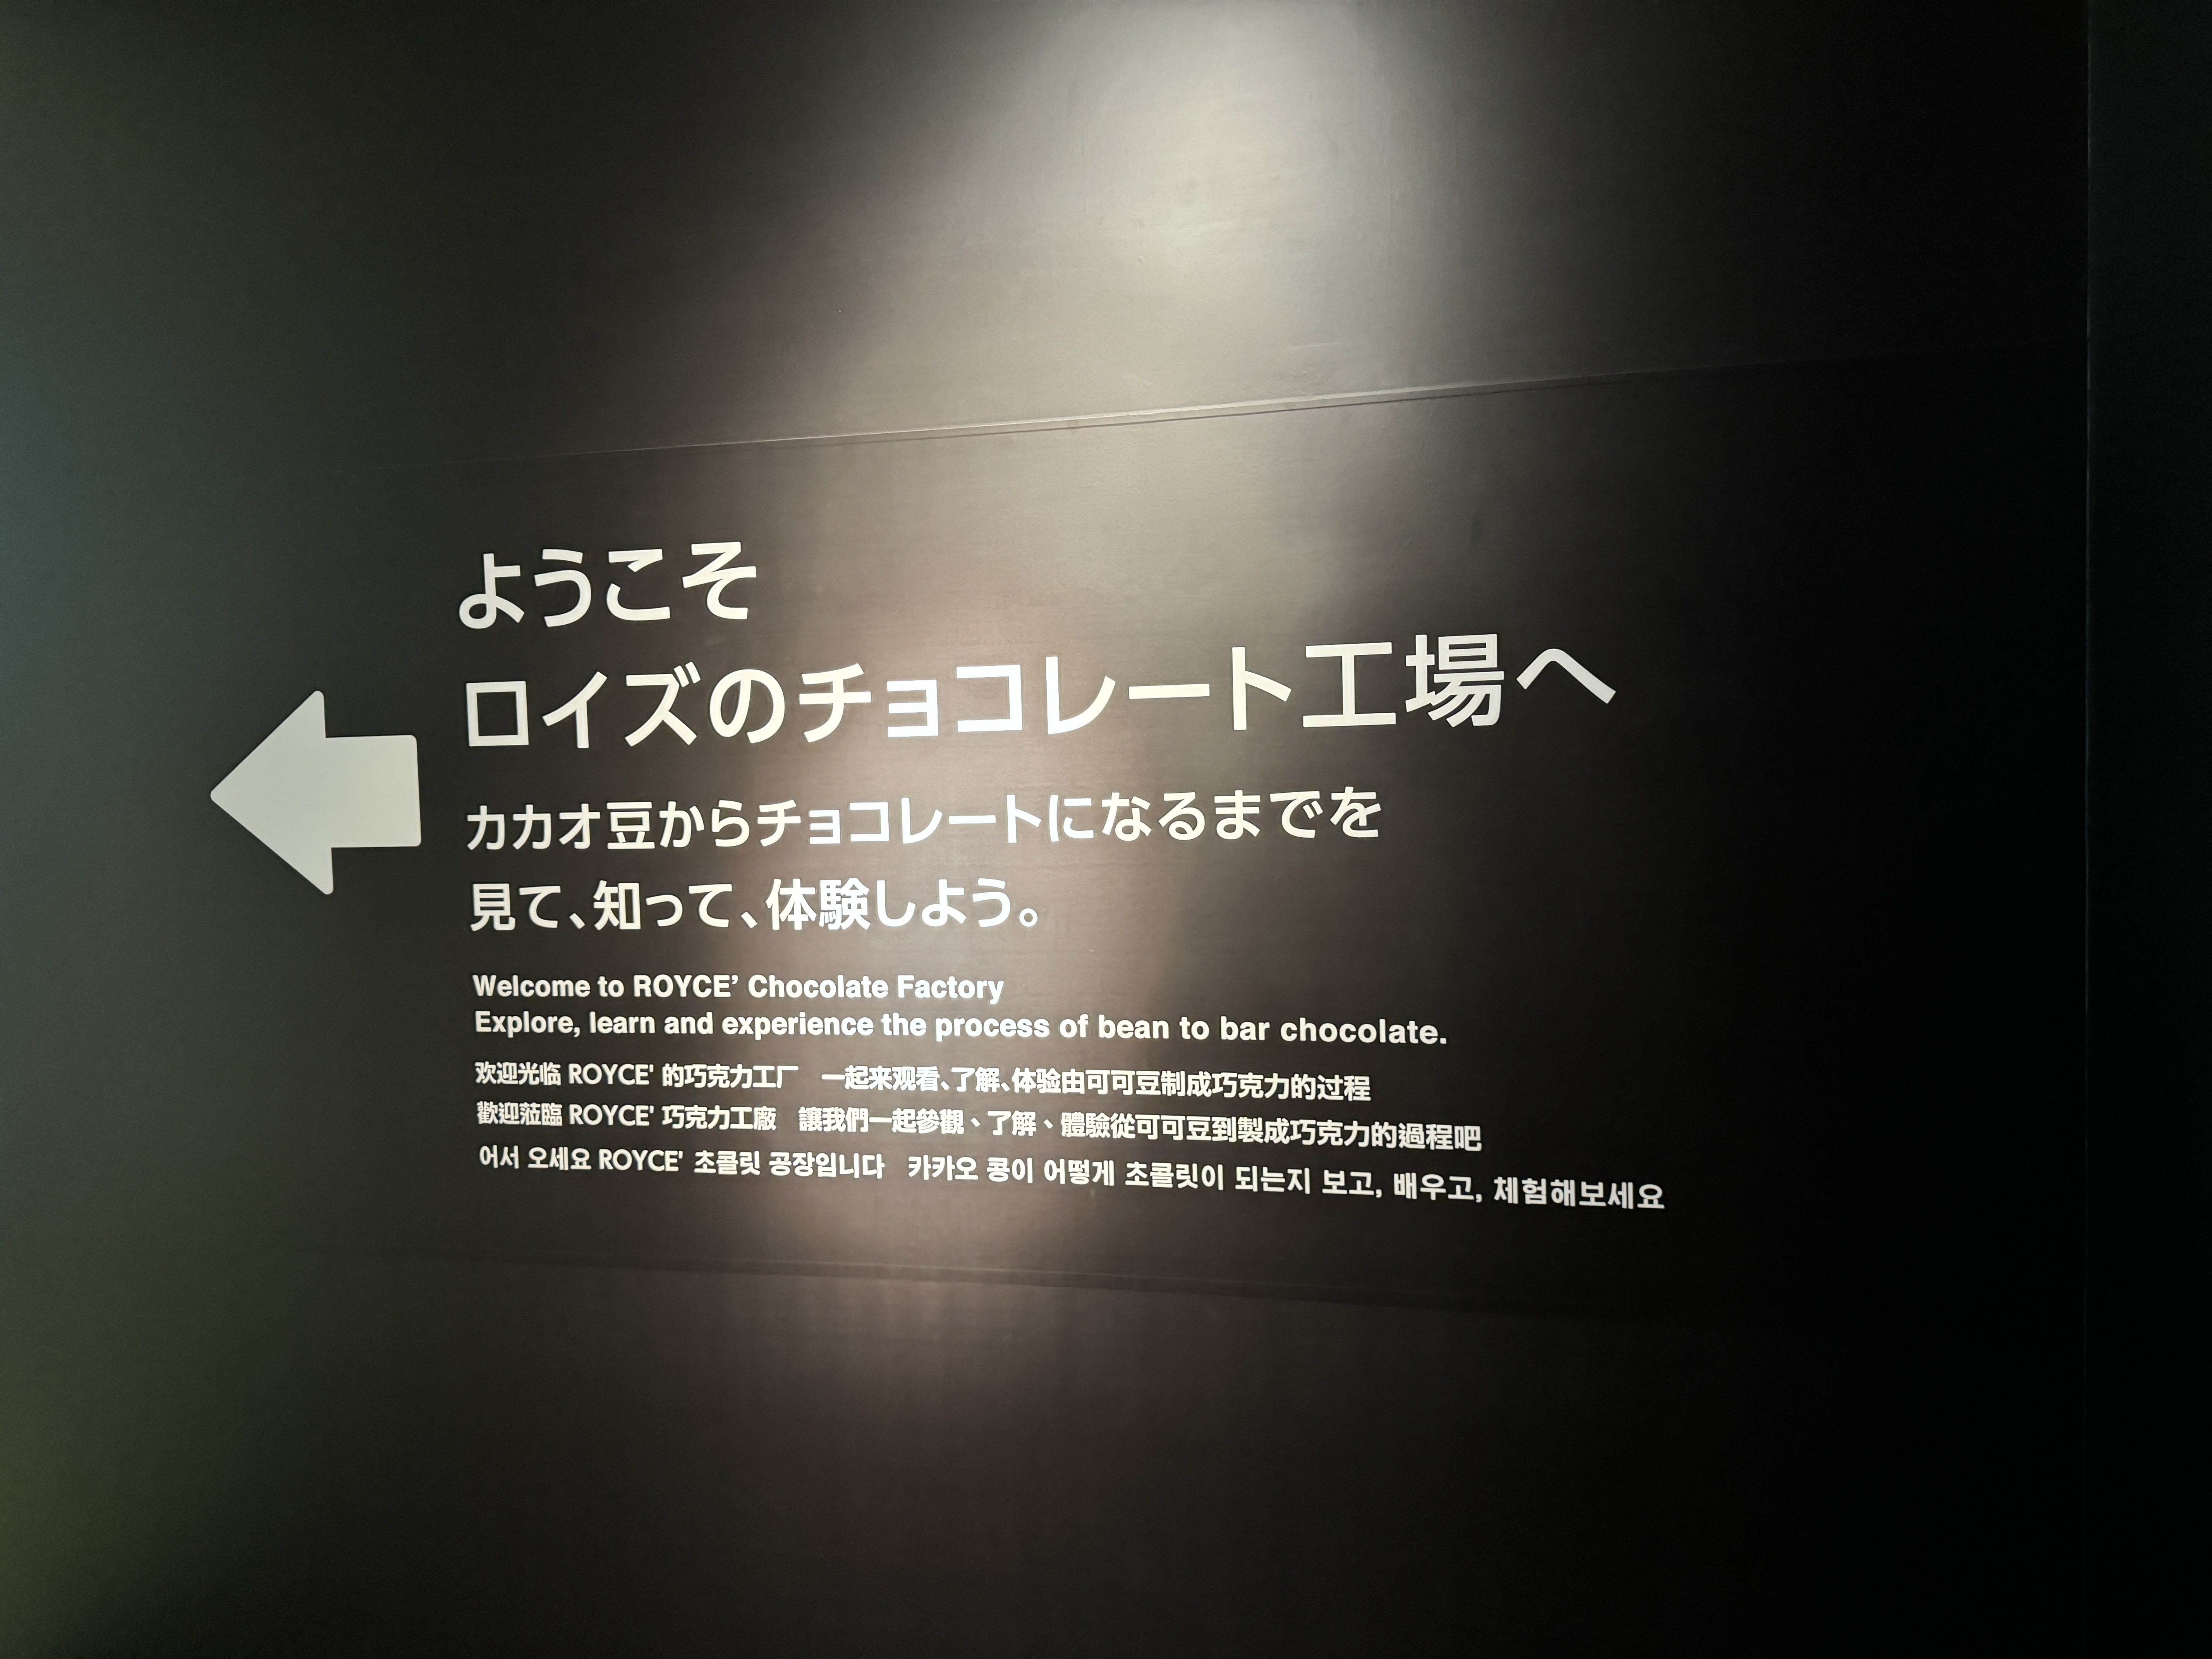 ようこそ
ロイズのチョコレート工場へ
カカオ豆からチョコレートになるまでを
見て、知って、体験しよう。
Welcome to ROYCE’ Chocolate Factory
Explore, learn and experience the process of bean to bar chocolate.
欢迎光临 ROYCE' 的巧克力工厂　一起来观看、了解、体验由可可豆制成巧克力的过程
歡迎蒞臨 ROYCE' 巧克力工廠　讓我們一起參觀、了解、體驗從可可豆到製成巧克力的過程吧
어서 오세요 ROYCE' 초콜릿 공장입니다　카카오 콩이 어떻게 초콜릿이 되는지 보고, 배우고, 체험해보세요